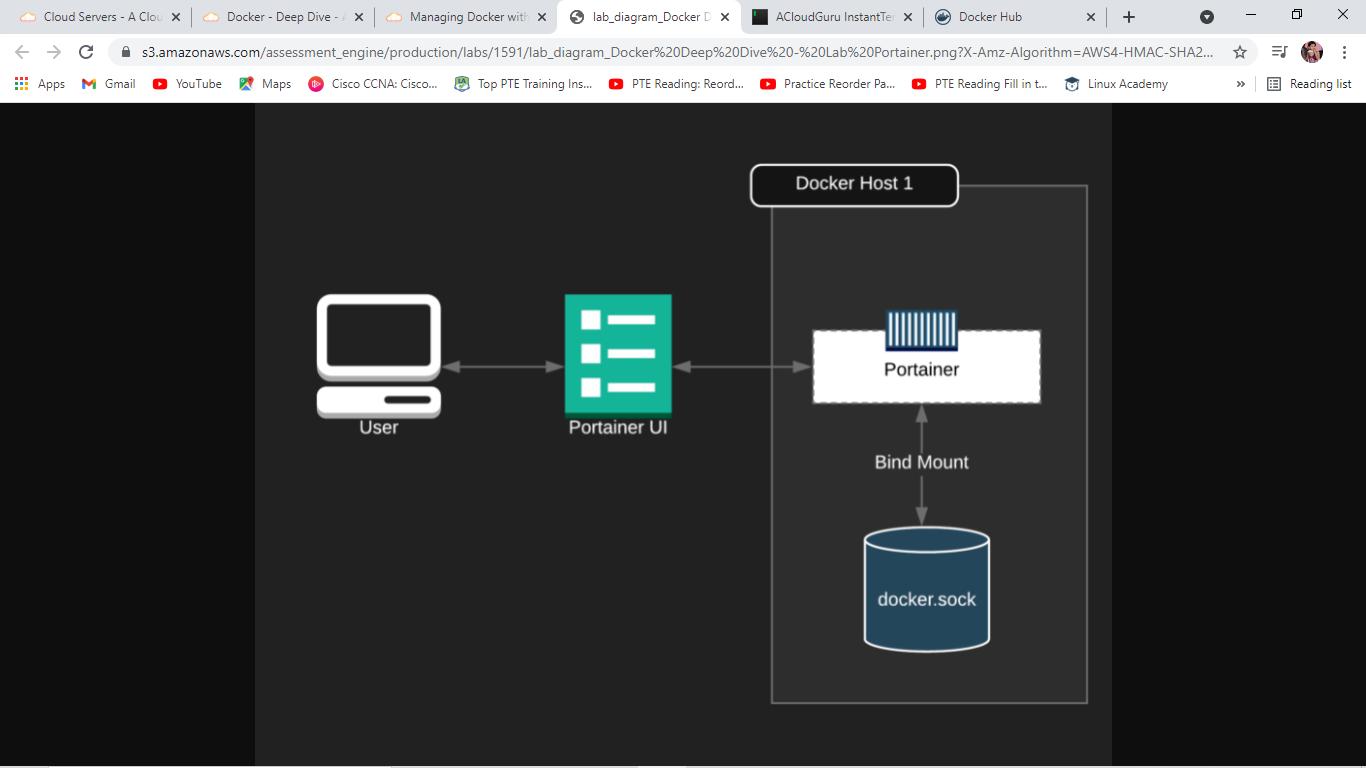 Cloud Servers - A Clou
Docker - Deep Dive -
Managing Docker with
lab_diagram_Docker D
ACloudGuru InstantTe
Docker Hub
s3.amazonaws.com/assessment_engine/production/labs/1591/lab_diagram_Docker%20Deep%20Dive%20-%20Lab%20Portainer.png?X-Amz-Algorithm=AWS4-HMAC-SHA2...
Apps
Gmail
YouTube
Maps
Cisco CCNA: Cisco...
Top PTE Training Ins...
PTE Reading: Reord...
Practice Reorder Pa...
PTE Reading Fill in t...
Linux Academy
»
Reading list
Docker Host 1
User
Portainer UI
Portainer
Bind Mount
docker.sock